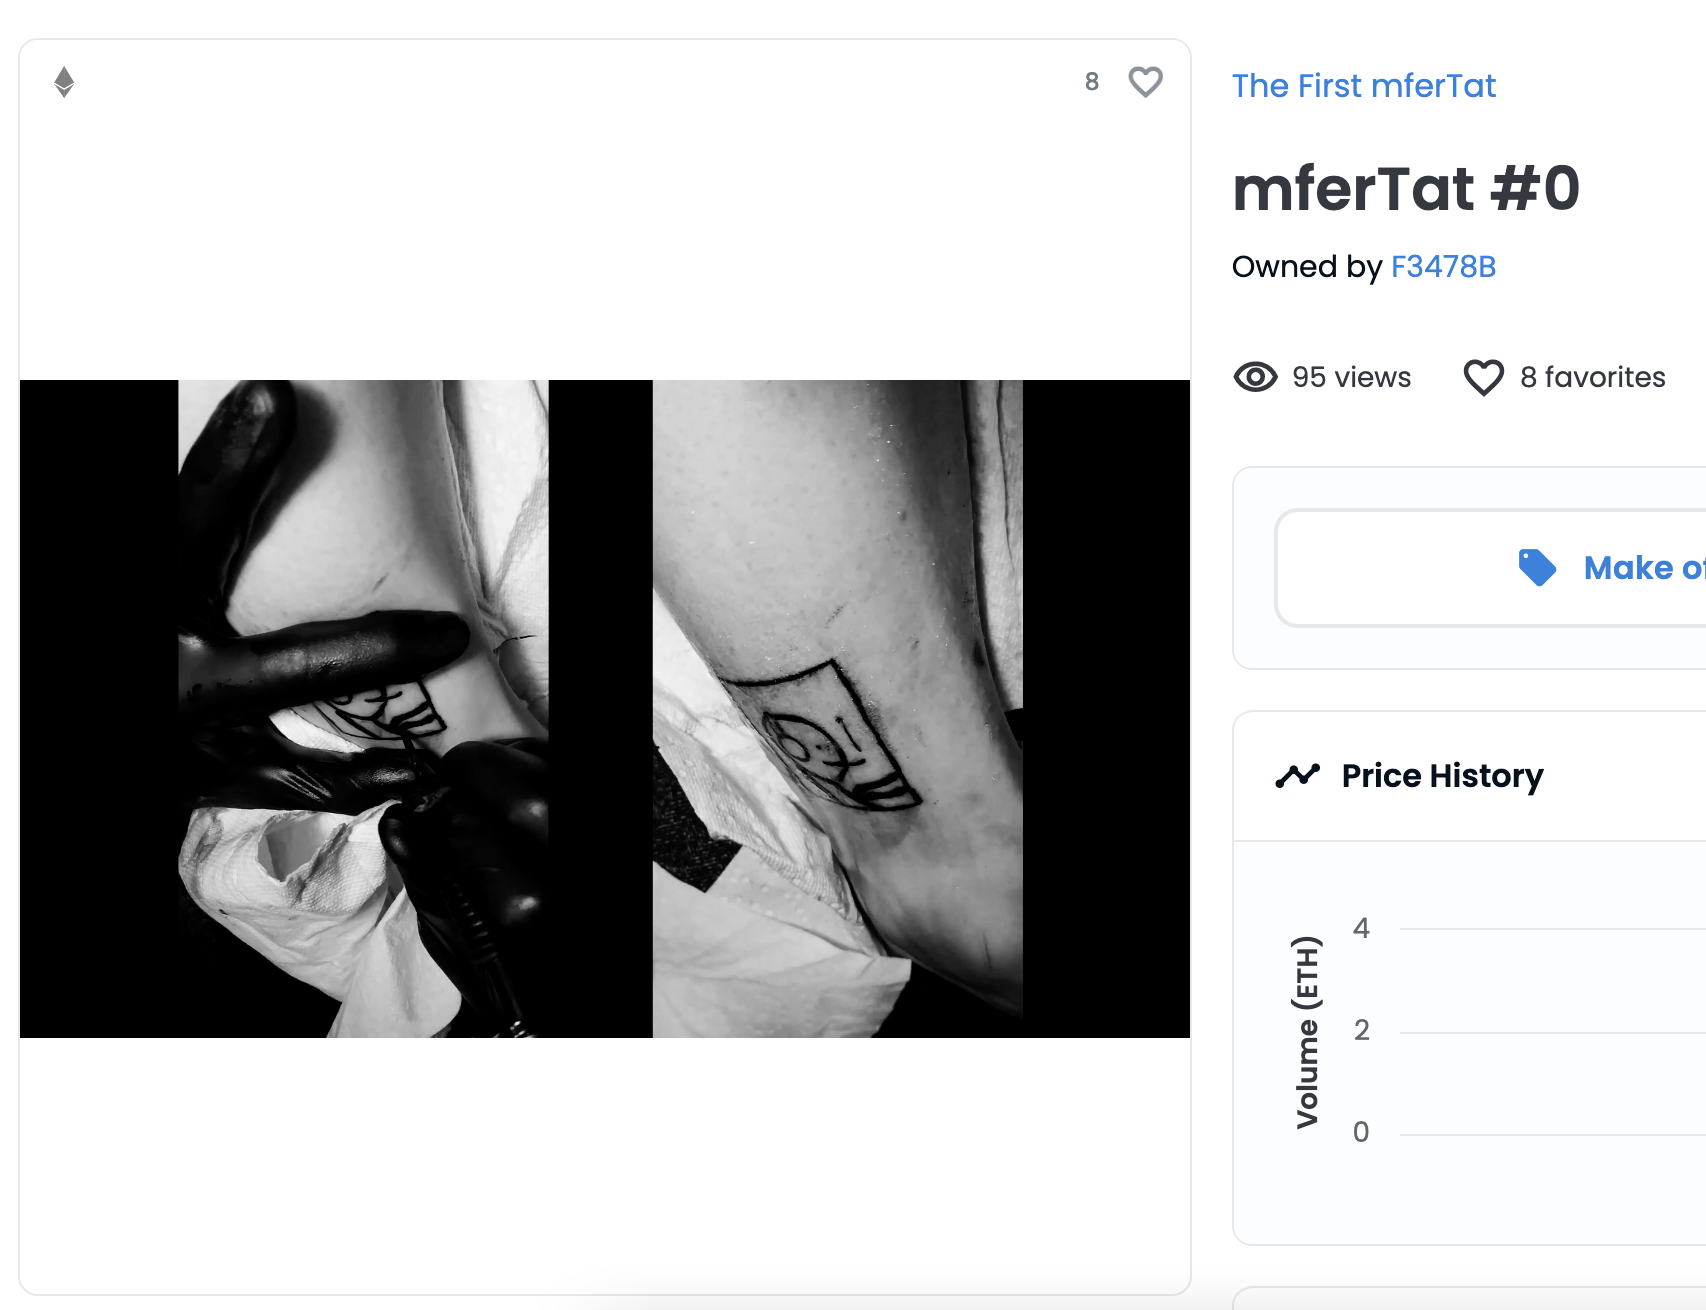 8
The First mferTat
mferTat #0
Owned by F3478B
95 views
8 favorites
Make of
Price History
Volume (ETH)
4
2
0